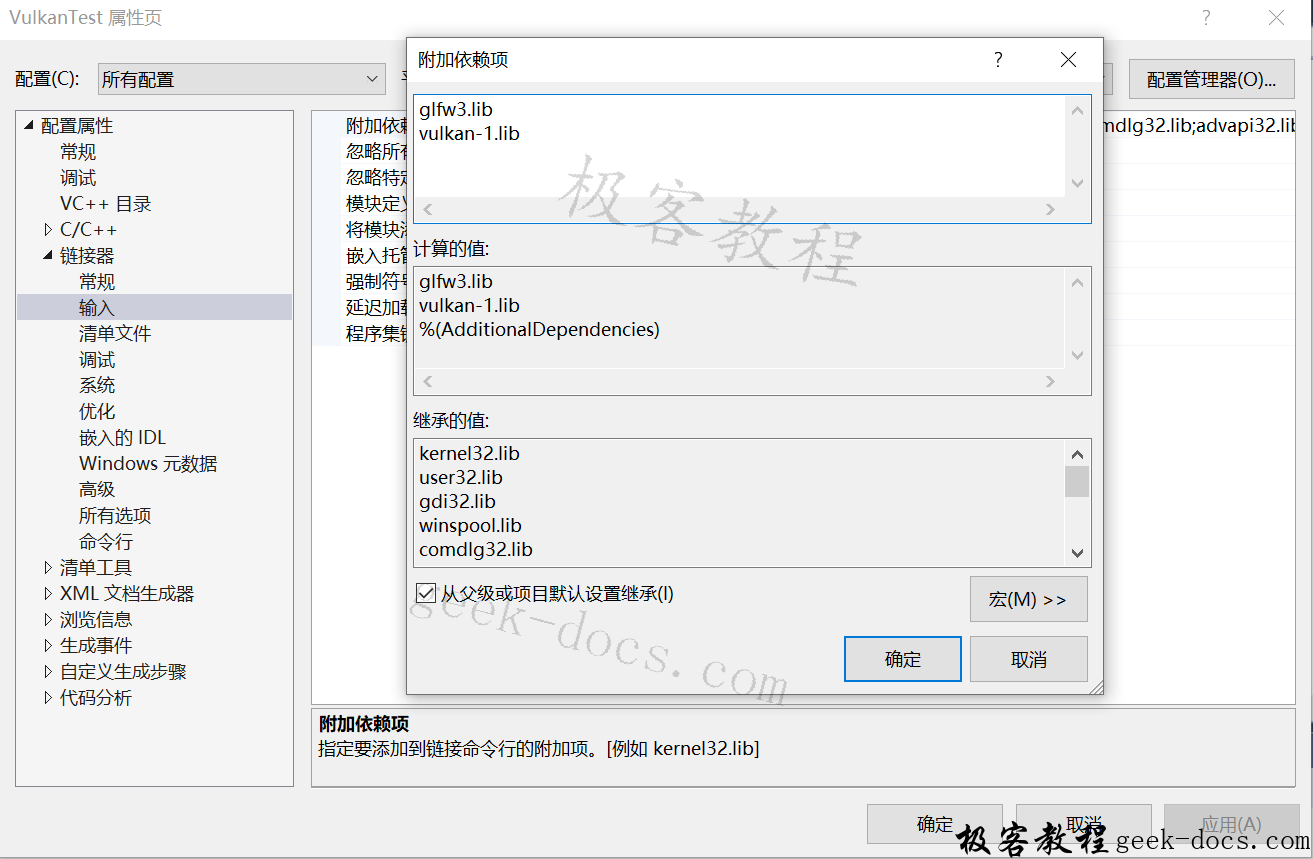 VulkanTest 属性页
配置(C):
所有配置
配置管理器(O)...
配置属性
常规
调试
VC++ 目录
C/C++
链接器
常规
输入
清单文件
调试
系统
优化
嵌入的 IDL
Windows 元数据
高级
所有选项
命令行
清单工具
XML 文档生成器
浏览信息
生成事件
自定义生成步骤
代码分析
附加依
忽略所
忽略特
模块定
将模块
嵌入托
强制符
延迟加
程序集
mdlg32.lib;advapi32.lib
附加依赖项
glfw3.lib
vulkan-1.lib
计算的值:
glfw3.lib
vulkan-1.lib
%(AdditionalDependencies)
继承的值:
kernel32.lib
user32.lib
gdi32.lib
winspool.lib
comdlg32.lib
从父级或项目默认设置继承(I)
宏(M) >>
确定
取消
附加依赖项
指定要添加到链接命令行的附加项。[例如 kernel32.lib]
确定
取消
应用(A)
极客教程
geek-docs.com
极客教程geek-docs.com